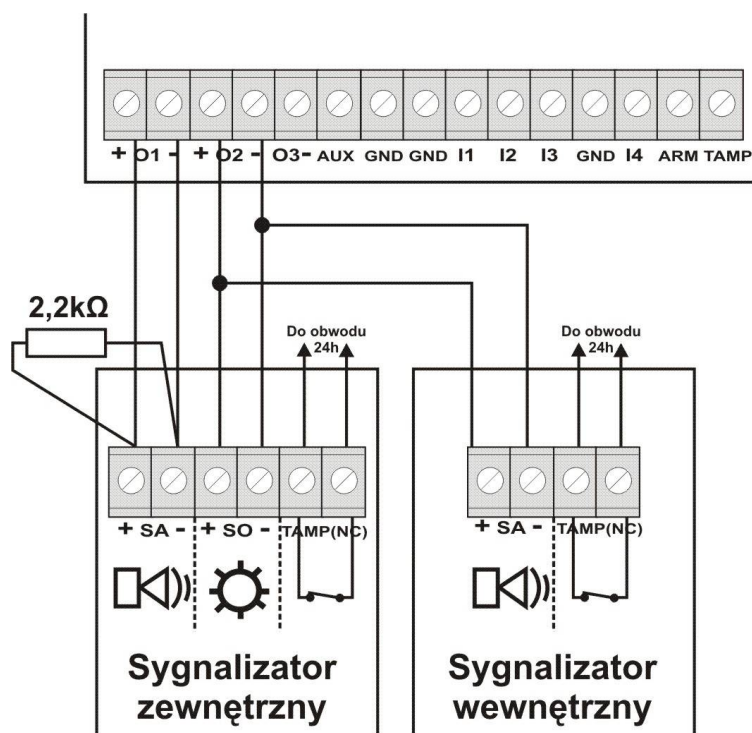 + O1 - + O2 - O3- AUX GND GND I1 I2 I3 GND I4 ARM TAMP
2,2kΩ
Do obwodu
24h
Do obwodu
24h
+ SA - + SO - TAMP(NC)
+ SA - TAMP(NC)
Sygnalizator
zewnętrzny
Sygnalizator
wewnętrzny